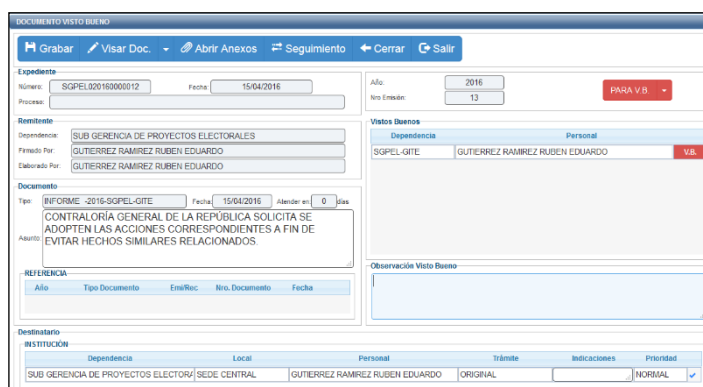 DOCUMENTO VISTO BUENO
Grabar Visar Doc. Abrir Anexos Seguimiento Cerrar Salir
Expediente
Número: SGPEL020160000012 Fecha: 15/04/2016
Proceso:
Año: 2016
Nro Emisión: 13
PARA V.B.
Remitente
Dependencia: SUB GERENCIA DE PROYECTOS ELECTORALES
Firmado Por: GUTIERREZ RAMIREZ RUBEN EDUARDO
Elaborado Por: GUTIERREZ RAMIREZ RUBEN EDUARDO
Vistos Buenos
Dependencia Personal
SGPEL-GITE GUTIERREZ RAMIREZ RUBEN EDUARDO V.B.
Documento
Tipo: INFORME -2016-SGPEL-GITE Fecha: 15/04/2016 Atender en: 0 días
Asunto: CONTRALORÍA GENERAL DE LA REPÚBLICA SOLICITA SE
ADOPTEN LAS ACCIONES CORRESPONDIENTES A FIN DE
EVITAR HECHOS SIMILARES RELACIONADOS.
REFERENCIA
Año Tipo Documento Emi/Rec Nro. Documento Fecha
Observación Visto Bueno
Destinatario
INSTITUCIÓN
Dependencia Local Personal Trámite Indicaciones Prioridad
SUB GERENCIA DE PROYECTOS ELECTORA SEDE CENTRAL GUTIERREZ RAMIREZ RUBEN EDUARDO ORIGINAL NORMAL